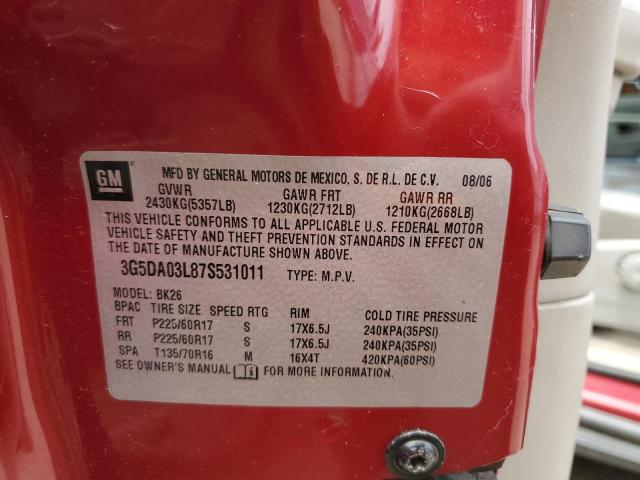 GM
MFD BY GENERAL MOTORS DE MEXICO, S. DE R.L. DE C.V. 08/06
GVWR GAWR FRT GAWR RR
2430KG(5357LB) 1230KG(2712LB) 1210KG(2668LB)
THIS VEHICLE CONFORMS TO ALL APPLICABLE U.S. FEDERAL MOTOR
VEHICLE SAFETY AND THEFT PREVENTION STANDARDS IN EFFECT ON
THE DATE OF MANUFACTURE SHOWN ABOVE.
3G5DA03L87S531011 TYPE: M.P.V.
MODEL: BK26
BPAC TIRE SIZE SPEED RTG RIM COLD TIRE PRESSURE
FRT P225/60R17 S 17X6.5J 240KPA(35PSI)
RR P225/60R17 S 17X6.5J 240KPA(35PSI)
SPA T135/70R16 M 16X4T 420KPA(60PSI)
SEE OWNER'S MANUAL FOR MORE INFORMATION.